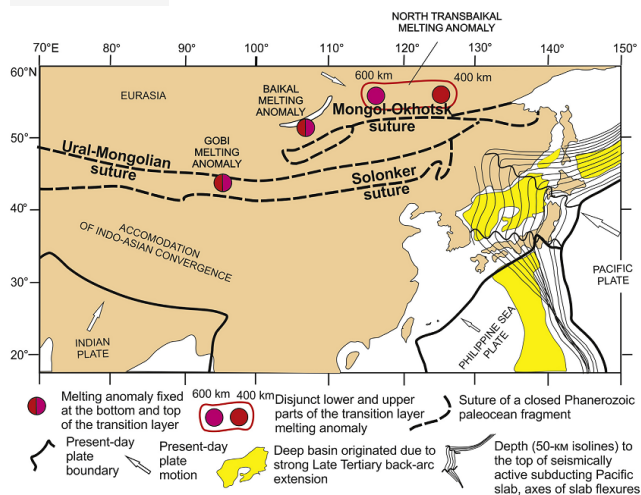 NORTH TRANSBAIKAL
MELTING ANOMALY
70°E 80° 90° 100° 110° 120° 130° 140° 150°
60°N
600 km
400 km
EURASIA
BAIKAL
MELTING
ANOMALY
Mongol-Okhotsk
suture
50°
GOBI
MELTING
ANOMALY
Ural-Mongolian
suture
Solonker
suture
40°
ACCOMODATION
OF INDO-ASIAN CONVERGENCE
PACIFIC
PLATE
30°
INDIAN
PLATE
PHILIPPINE SEA
PLATE
20°
Melting anomaly fixed
at the bottom and top
of the transition layer
600 km 400 km
Disjunct lower and upper
parts of the transition layer
melting anomaly
Suture of a closed Phanerozoic
paleocean fragment
Present-day
plate
boundary
Present-day
plate
motion
Deep basin originated due to
strong Late Tertiary back-arc
extension
Depth (50-км isolines) to
the top of seismically
active subducting Pacific
slab, axes of slab flexures